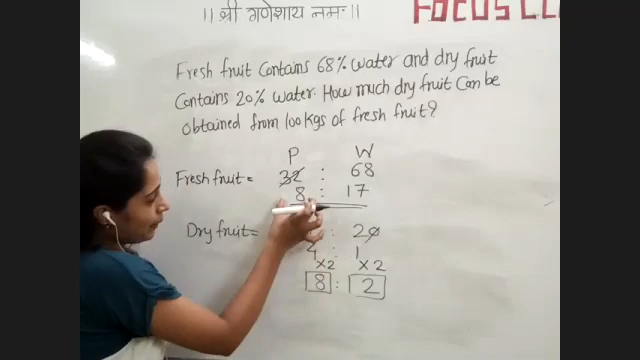 || श्री गणेशाय नमः ||
FOCUS
Fresh fruit contains 68% water and dry fruit
contains 20% water. How much dry fruit can be
obtained from 100kgs of fresh fruit?
P W
Fresh fruit = 32 : 68
8 : 17
Dry fruit = : 20
4 : 1
×2 ×2
8 : 2